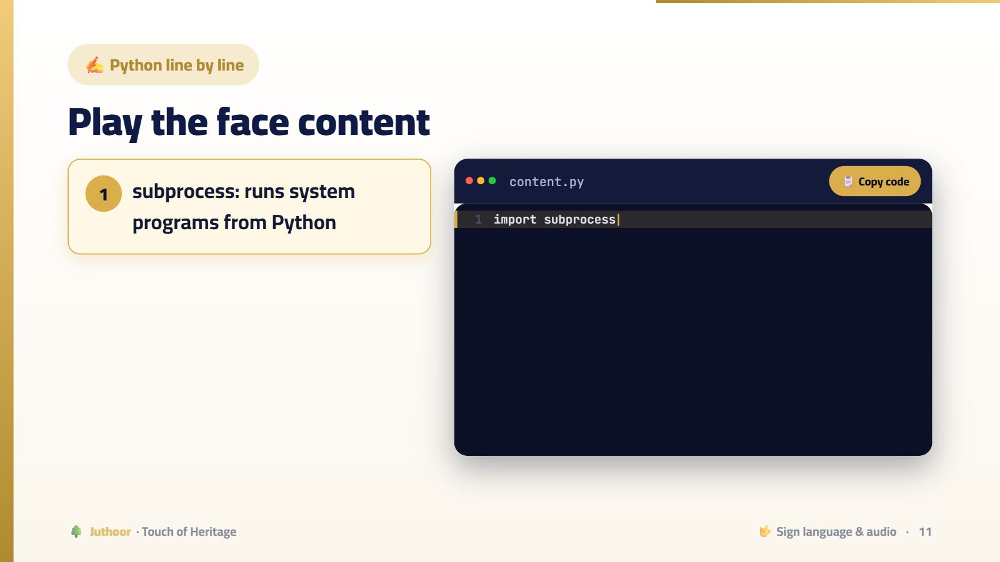 ✍️ Python line by line
Play the face content
1 subprocess: runs system
programs from Python
content.py
📋 Copy code
1 import subprocess
🌳 Juthoor · Touch of Heritage
🤟 Sign language & audio · 11